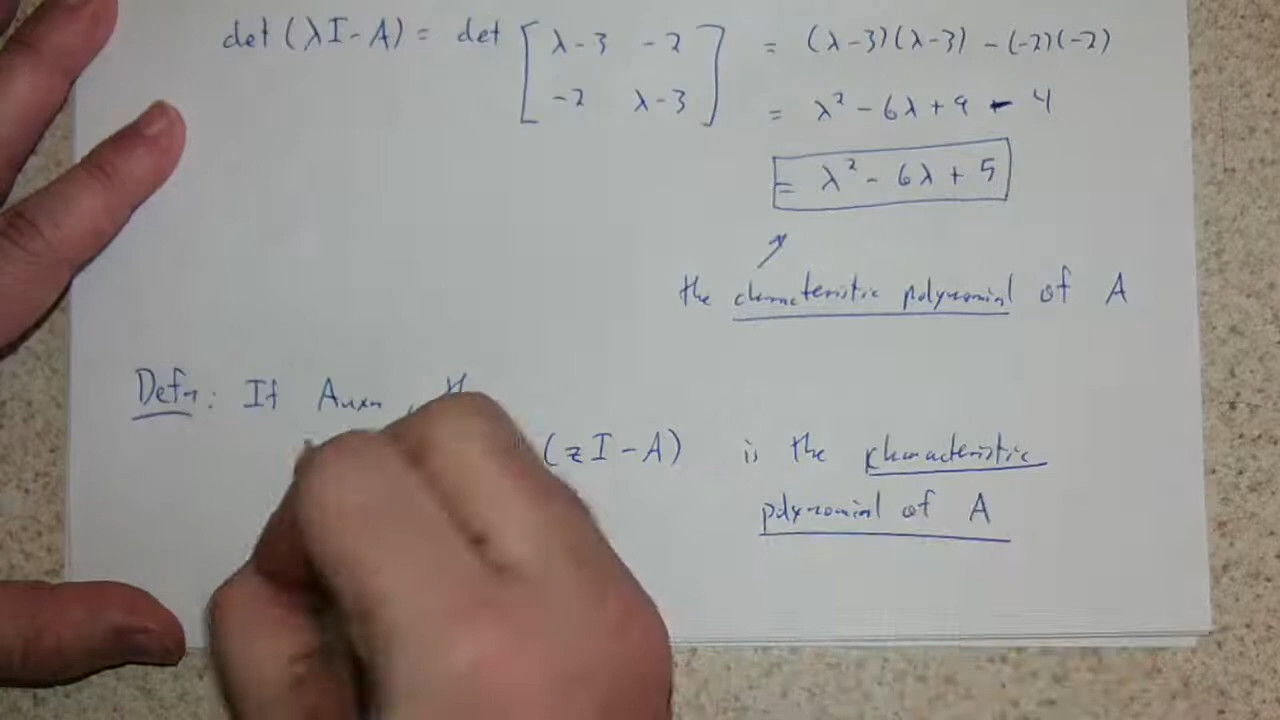 det (λI-A) = det [ λ-3 -2 ] = (λ-3)(λ-3) - (-2)(-2)
-2 λ-3
= λ² - 6λ + 9 - 4
= λ² - 6λ + 5
the characteristic polynomial of A
Defn: If Anxn,
(zI-A) is the characteristic
polynomial of A